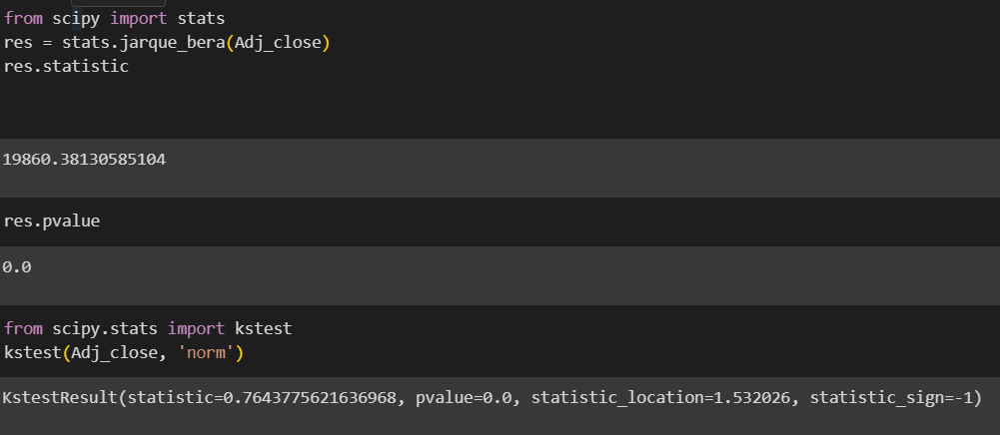 from scipy import stats
res = stats.jarque_bera(Adj_close)
res.statistic
19860.38130585104
res.pvalue
0.0
from scipy.stats import kstest
kstest(Adj_close, 'norm')
KstestResult(statistic=0.7643775621636968, pvalue=0.0, statistic_location=1.532026, statistic_sign=-1)